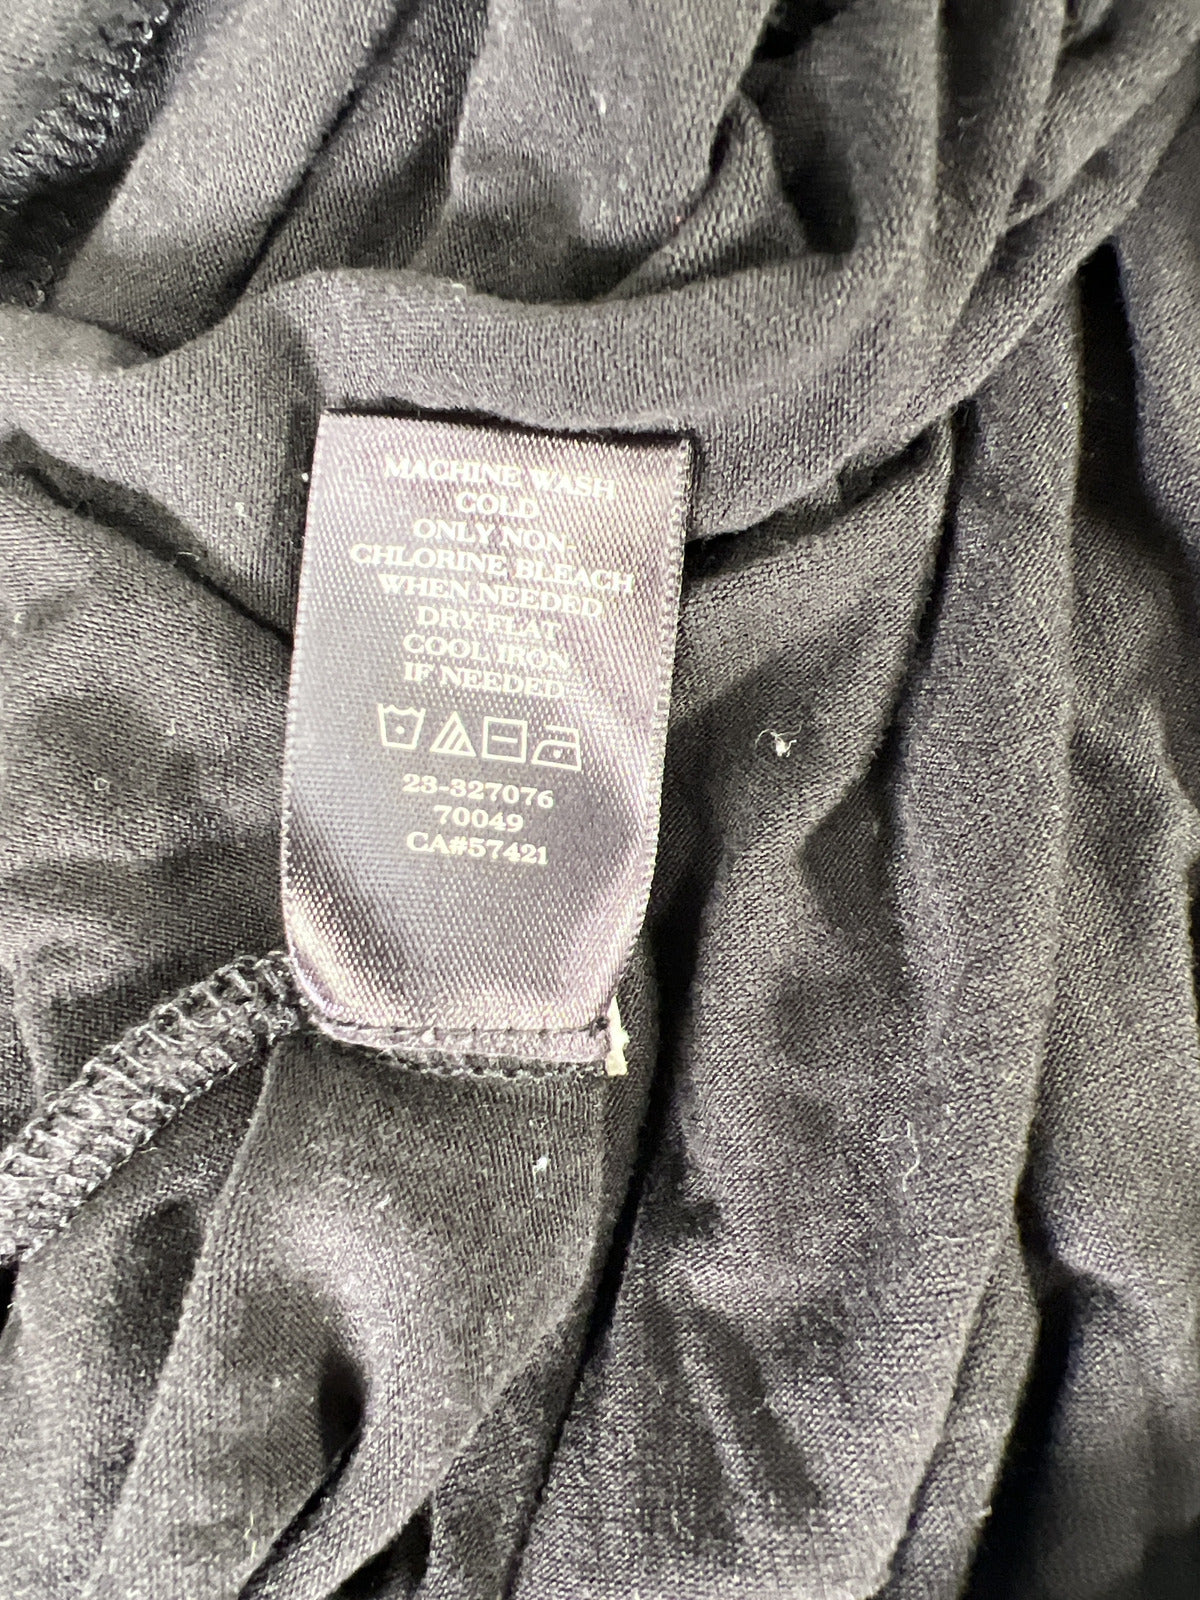 MACHINE WASH
COLD
ONLY NON-
CHLORINE BLEACH
WHEN NEEDED
DRY FLAT
COOL IRON
IF NEEDED
23-327076
70049
CA#57421